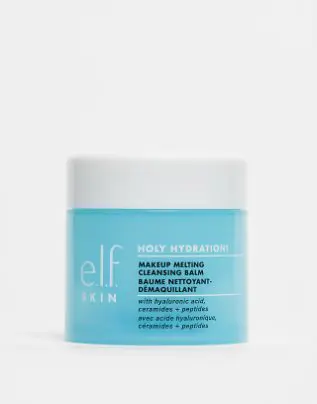 HOLY HYDRATION!
MAKEUP MELTING
CLEANSING BALM
BAUME NETTOYANT-
DÉMAQUILLANT
with hyaluronic acid,
ceramides + peptides
avec acide hyaluronique,
céramides + peptides
e.l.f.
SKIN